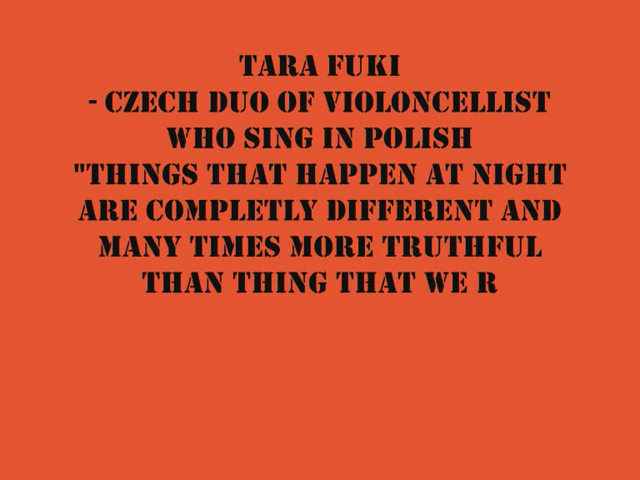 TARA FUKI
- CZECH DUO OF VIOLONCELLIST
WHO SING IN POLISH
"THINGS THAT HAPPEN AT NIGHT
ARE COMPLETLY DIFFERENT AND
MANY TIMES MORE TRUTHFUL
THAN THING THAT WE R